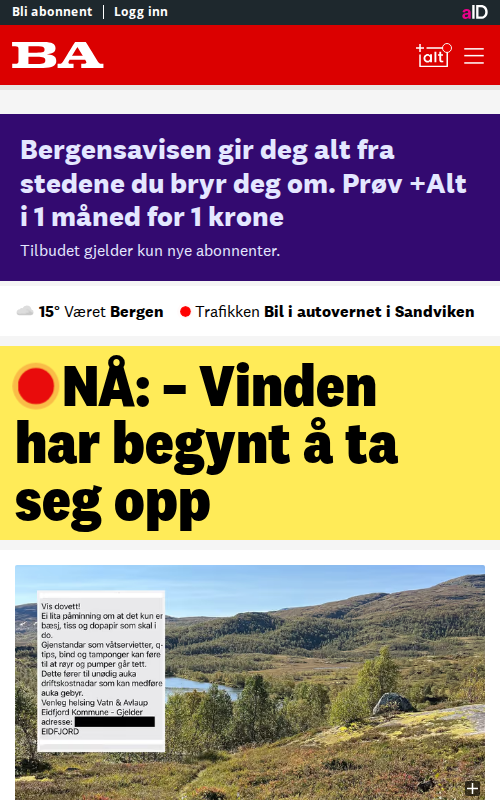 Bli abonnent | Logg inn
aID
BA
+alt
Bergensavisen gir deg alt fra
stedene du bryr deg om. Prøv +Alt
i 1 måned for 1 krone
Tilbudet gjelder kun nye abonnenter.
15° Været Bergen
Trafikken Bil i autovernet i Sandviken
NÅ: – Vinden
har begynt å ta
seg opp
Vis dovett!
Ei lita påminning om at det kun er
bæsj, tiss og dopapir som skal i
do.
Gjenstandar som våtservietter, q-
tips, bind og tamponger kan føre
til at røyr og pumper går tett.
Dette fører til unødig auka
driftskostnadar som kan medføre
auka gebyr.
Venleg helsing Vatn & Avlaup
Eidfjord Kommune - Gjelder
adresse:
EIDFJORD